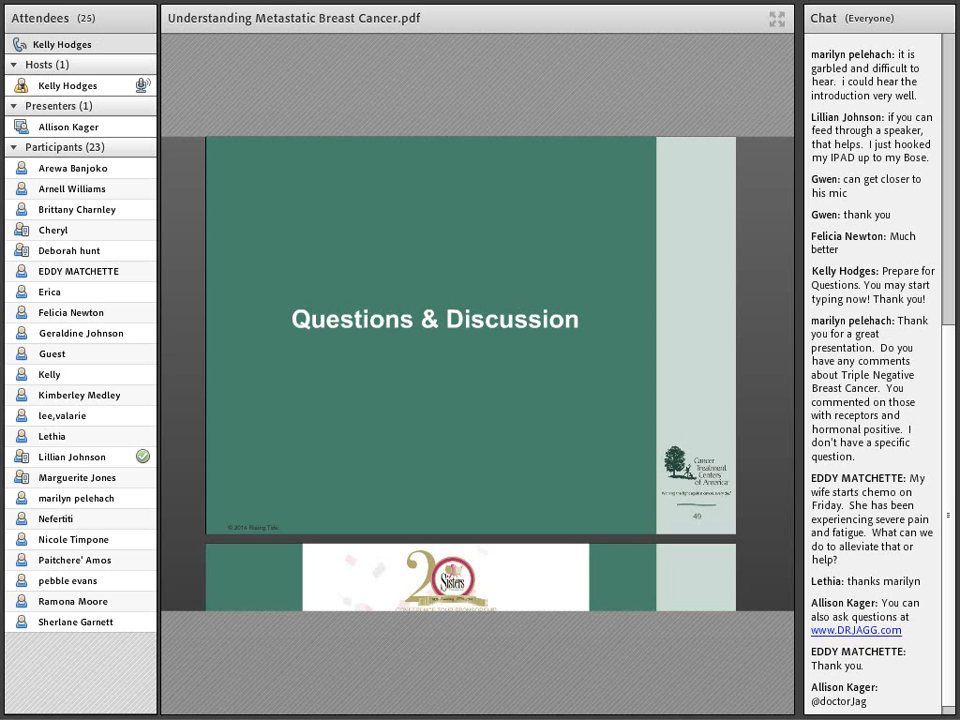 Attendees (25)
Kelly Hodges
Hosts (1)
Kelly Hodges
Presenters (1)
Allison Kager
Participants (23)
Arewa Banjoko
Arnell Williams
Brittany Charnley
Cheryl
Deborah hunt
EDDY MATCHETTE
Erica
Felicia Newton
Geraldine Johnson
Guest
Kelly
Kimberley Medley
lee,valarie
Lethia
Lillian Johnson
Marguerite Jones
marilyn pelehach
Nefertiti
Nicole Timpone
Paitchere' Amos
pebble evans
Ramona Moore
Sherlane Garnett
Understanding Metastatic Breast Cancer.pdf
Questions & Discussion
Cancer
Treatment
Centers
of America
49
© 2014 Rising Tide
20
Sisters
CONFERENCE TOUR SPONSORSHIP
Chat (Everyone)
marilyn pelehach: it is
garbled and difficult to
hear. i could hear the
introduction very well.
Lillian Johnson: if you can
feed through a speaker,
that helps. I just hooked
my IPAD up to my Bose.
Gwen: can get closer to
his mic
Gwen: thank you
Felicia Newton: Much
better
Kelly Hodges: Prepare for
Questions. You may start
typing now! Thank you!
marilyn pelehach: Thank
you for a great
presentation. Do you
have any comments
about Triple Negative
Breast Cancer. You
commented on those
with receptors and
hormonal positive. I
don't have a specific
question.
EDDY MATCHETTE: My
wife starts chemo on
Friday. She has been
experiencing severe pain
and fatigue. What can we
do to alleviate that or
help?
Lethia: thanks marilyn
Allison Kager: You can
also ask questions at
www.DRJAGG.com
EDDY MATCHETTE:
Thank you.
Allison Kager:
@doctorJag